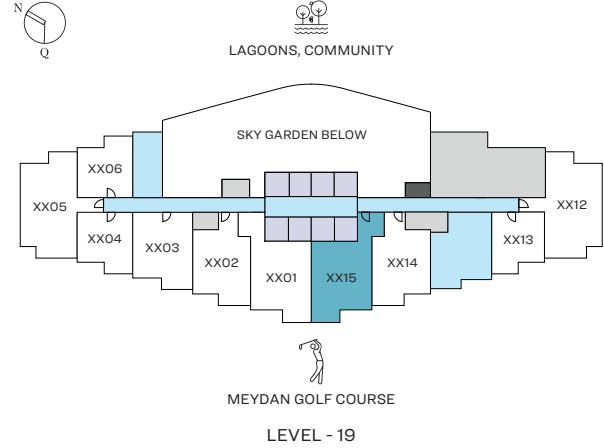 N
Q
LAGOONS, COMMUNITY
SKY GARDEN BELOW
XX06
XX05
XX12
XX04
XX03
XX02
XX01
XX15
XX14
XX13
MEYDAN GOLF COURSE
LEVEL - 19